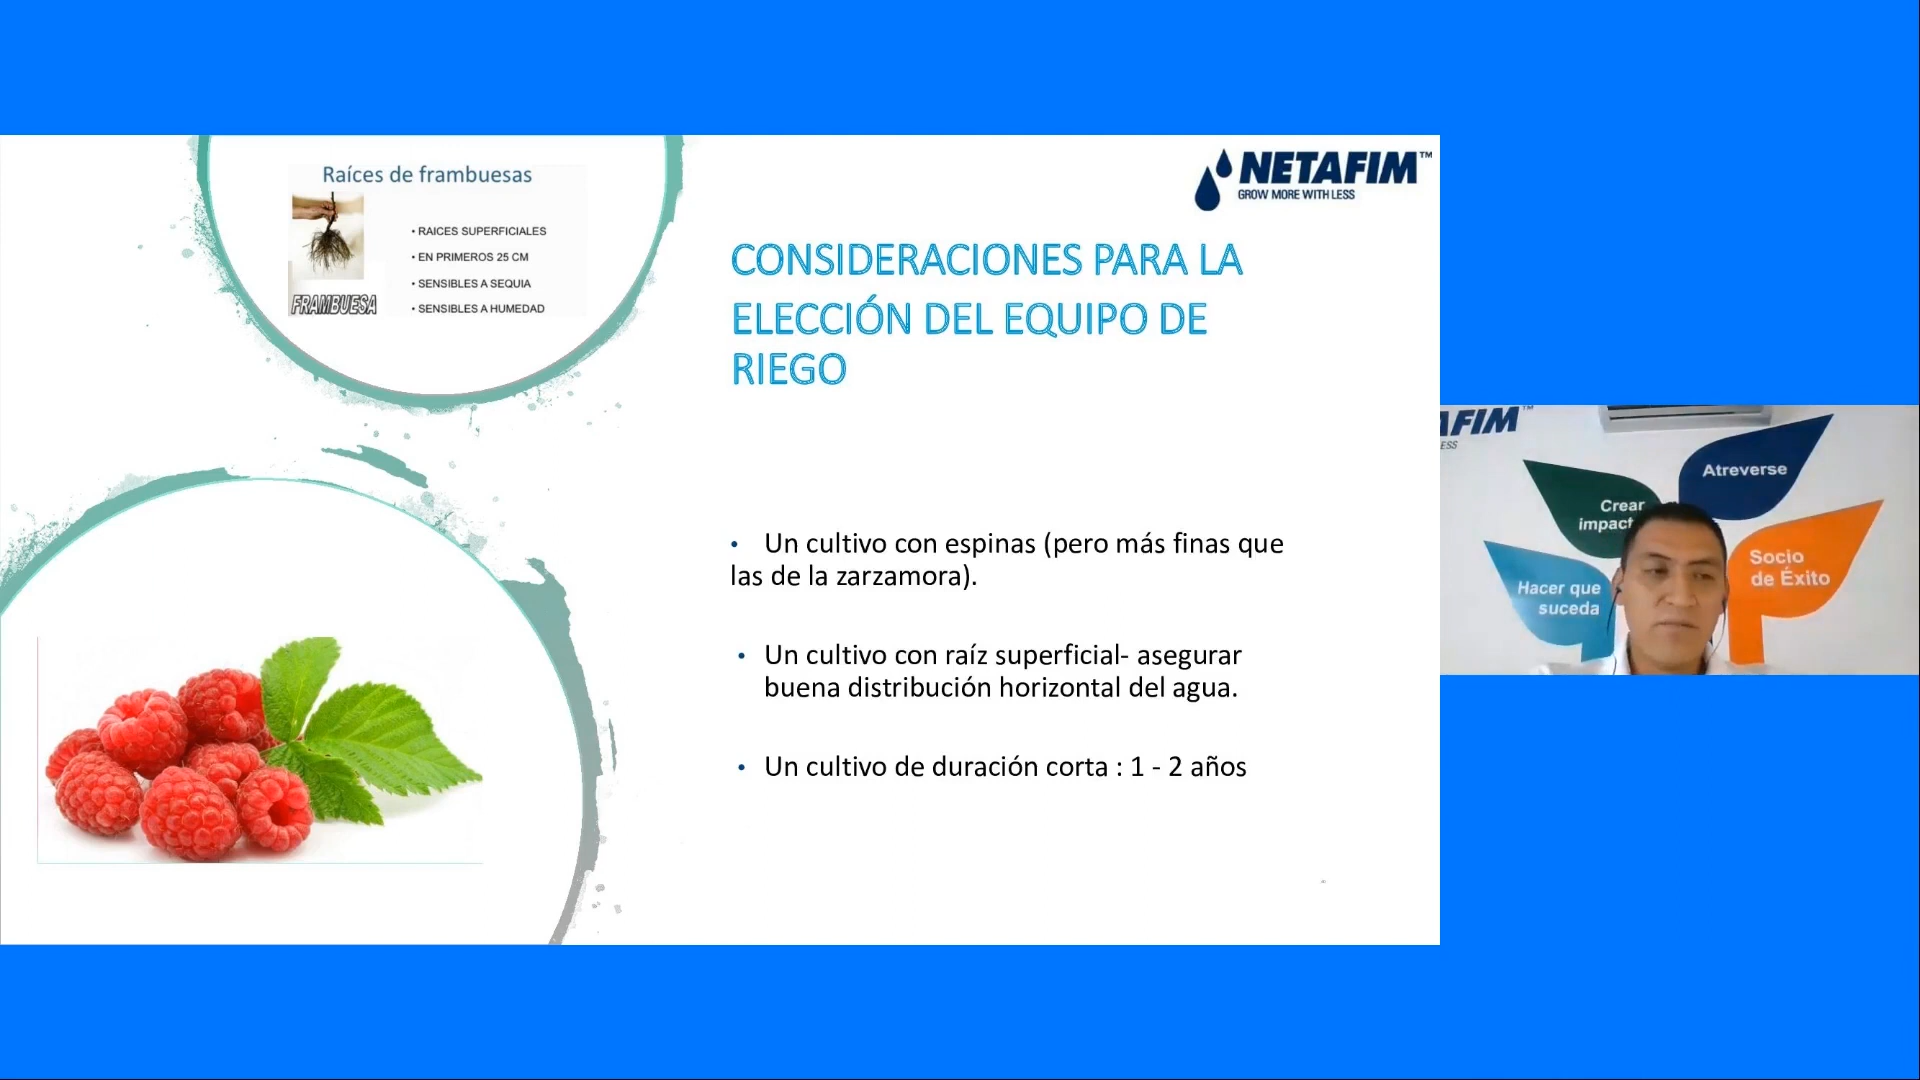 Raíces de frambuesas
• RAICES SUPERFICIALES
• EN PRIMEROS 25 CM
• SENSIBLES A SEQUIA
• SENSIBLES A HUMEDAD
FRAMBUESA
NETAFIM™
GROW MORE WITH LESS
CONSIDERACIONES PARA LA
ELECCIÓN DEL EQUIPO DE
RIEGO
• Un cultivo con espinas (pero más finas que
las de la zarzamora).
• Un cultivo con raíz superficial- asegurar
buena distribución horizontal del agua.
• Un cultivo de duración corta : 1 - 2 años
AFIM™
ESS
Atreverse
Crear
impact
Socio
de Éxito
Hacer que
suceda